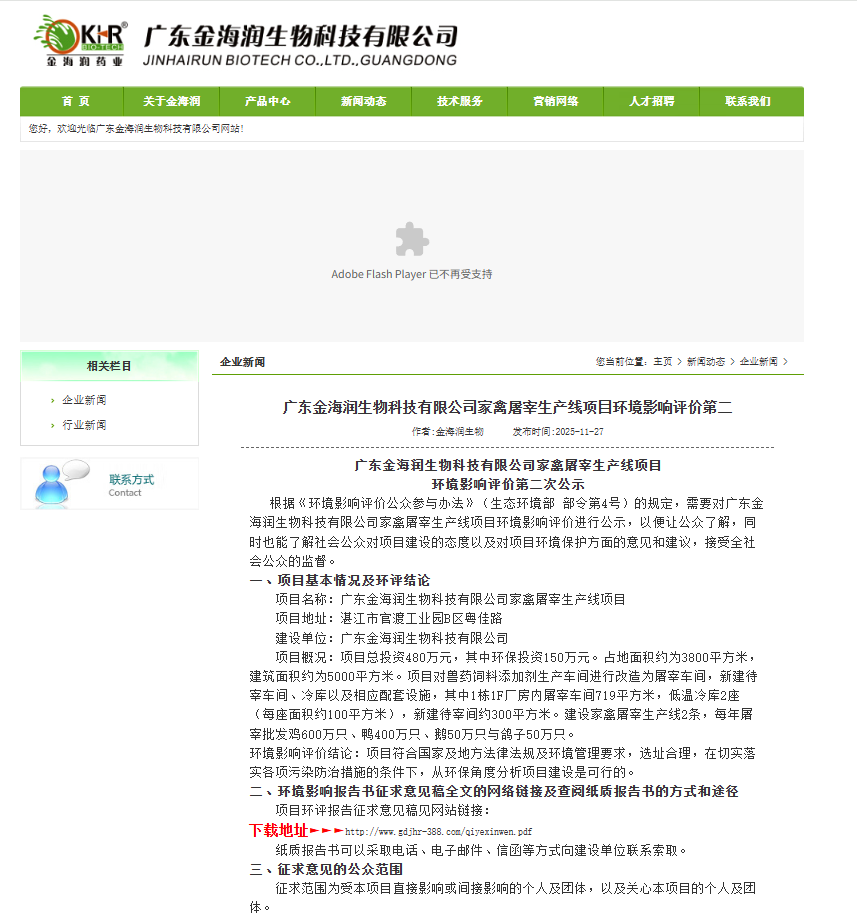 KHR®
BIO-TECH
金海润药业
广东金海润生物科技有限公司
JINHAIRUN BIOTECH CO.,LTD.,GUANGDONG
首 页 关于金海润 产品中心 新闻动态 技术服务 营销网络 人才招聘 联系我们
您好，欢迎光临广东金海润生物科技有限公司网站!
Adobe Flash Player 已不再受支持
相关栏目
› 企业新闻
› 行业新闻
联系方式
Contact
企业新闻
您当前位置：主页 > 新闻动态 > 企业新闻 >
广东金海润生物科技有限公司家禽屠宰生产线项目环境影响评价第二
作者:金海润生物 发布时间:2025-11-27
广东金海润生物科技有限公司家禽屠宰生产线项目
环境影响评价第二次公示
根据《环境影响评价公众参与办法》（生态环境部 部令第4号）的规定，需要对广东金
海润生物科技有限公司家禽屠宰生产线项目环境影响评价进行公示，以便让公众了解，同
时也能了解社会公众对项目建设的态度以及对项目环境保护方面的意见和建议，接受全社
会公众的监督。
一、项目基本情况及环评结论
项目名称：广东金海润生物科技有限公司家禽屠宰生产线项目
项目地址：湛江市官渡工业园B区粤佳路
建设单位：广东金海润生物科技有限公司
项目概况：项目总投资480万元，其中环保投资150万元。占地面积约为3800平方米，
建筑面积约为5000平方米。项目对兽药饲料添加剂生产车间进行改造为屠宰车间，新建待
宰车间、冷库以及相应配套设施，其中1栋1F厂房内屠宰车间719平方米，低温冷库2座
（每座面积约100平方米），新建待宰间约300平方米。建设家禽屠宰生产线2条，每年屠
宰批发鸡600万只、鸭400万只、鹅50万只与鸽子50万只。
环境影响评价结论：项目符合国家及地方法律法规及环境管理要求，选址合理，在切实落
实各项污染防治措施的条件下，从环保角度分析项目建设是可行的。
二、环境影响报告书征求意见稿全文的网络链接及查阅纸质报告书的方式和途径
项目环评报告征求意见稿见网站链接：
下载地址►►►http://www.gdjhr-388.com/qiyexinwen.pdf
纸质报告书可以采取电话、电子邮件、信函等方式向建设单位联系索取。
三、征求意见的公众范围
征求范围为受本项目直接影响或间接影响的个人及团体，以及关心本项目的个人及团
体。